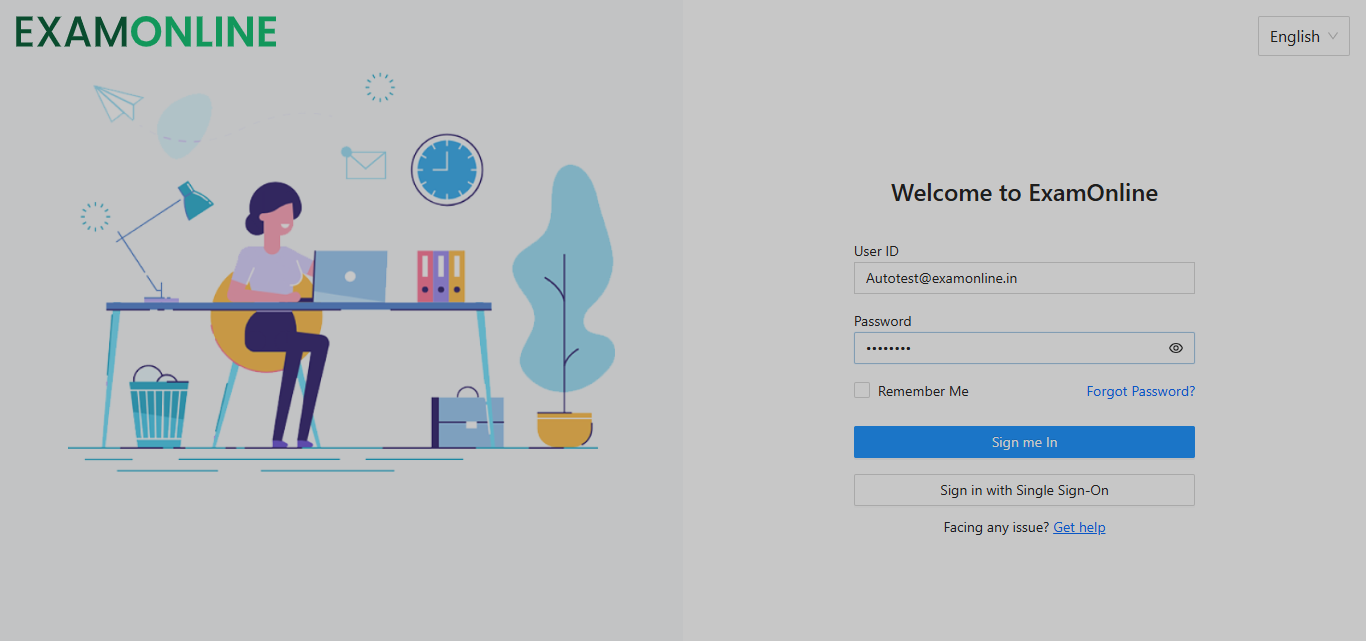 EXAMONLINE
English
Welcome to ExamOnline
User ID
Autotest@examonline.in
Password
••••••••
Remember Me
Forgot Password?
Sign me In
Sign in with Single Sign-On
Facing any issue? Get help